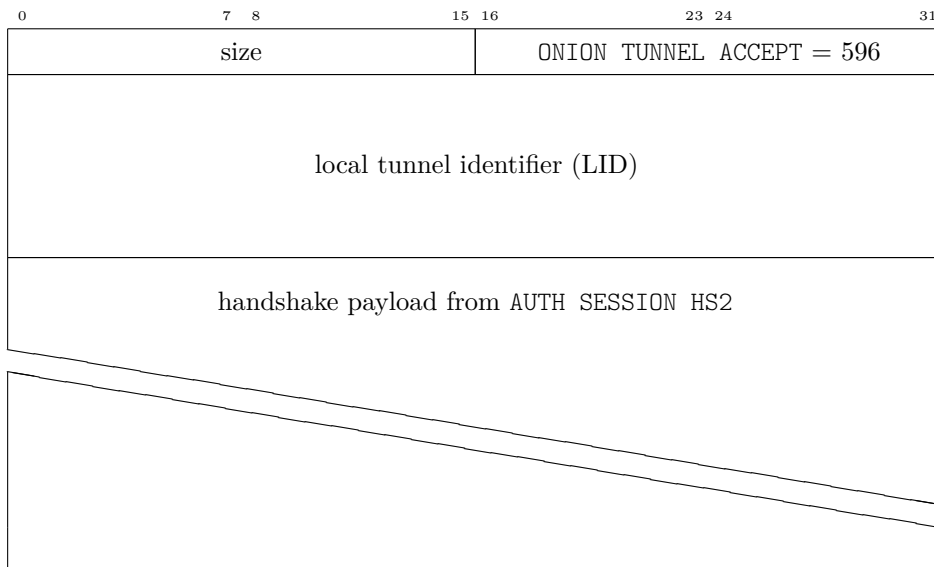 0 7 8 15 16 23 24 31
size ONION TUNNEL ACCEPT = 596
local tunnel identifier (LID)
handshake payload from AUTH SESSION HS2